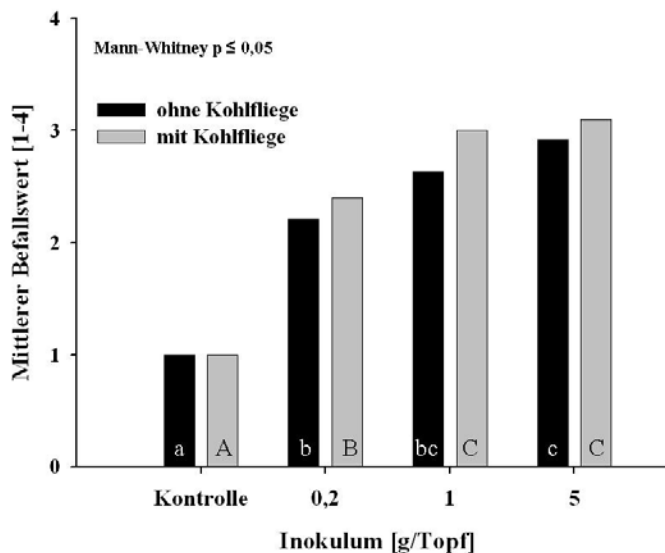 Mann-Whitney p ≤ 0,05
ohne Kohlfliege
mit Kohlfliege
Mittlerer Befallswert [1-4]
4
3
2
1
0
a A b B bc C c C
Kontrolle 0,2 1 5
Inokulum [g/Topf]